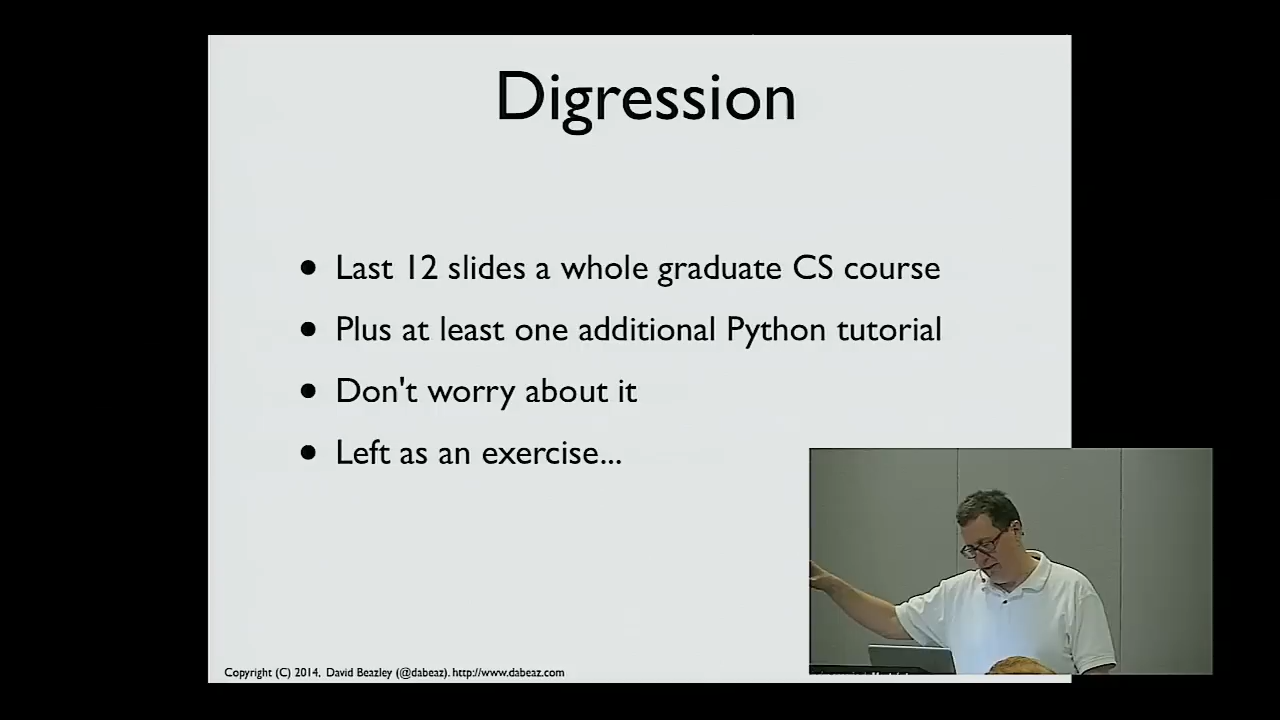 Digression
• Last 12 slides a whole graduate CS course
• Plus at least one additional Python tutorial
• Don't worry about it
• Left as an exercise...
Copyright (C) 2014, David Beazley (@dabeaz). http://www.dabeaz.com